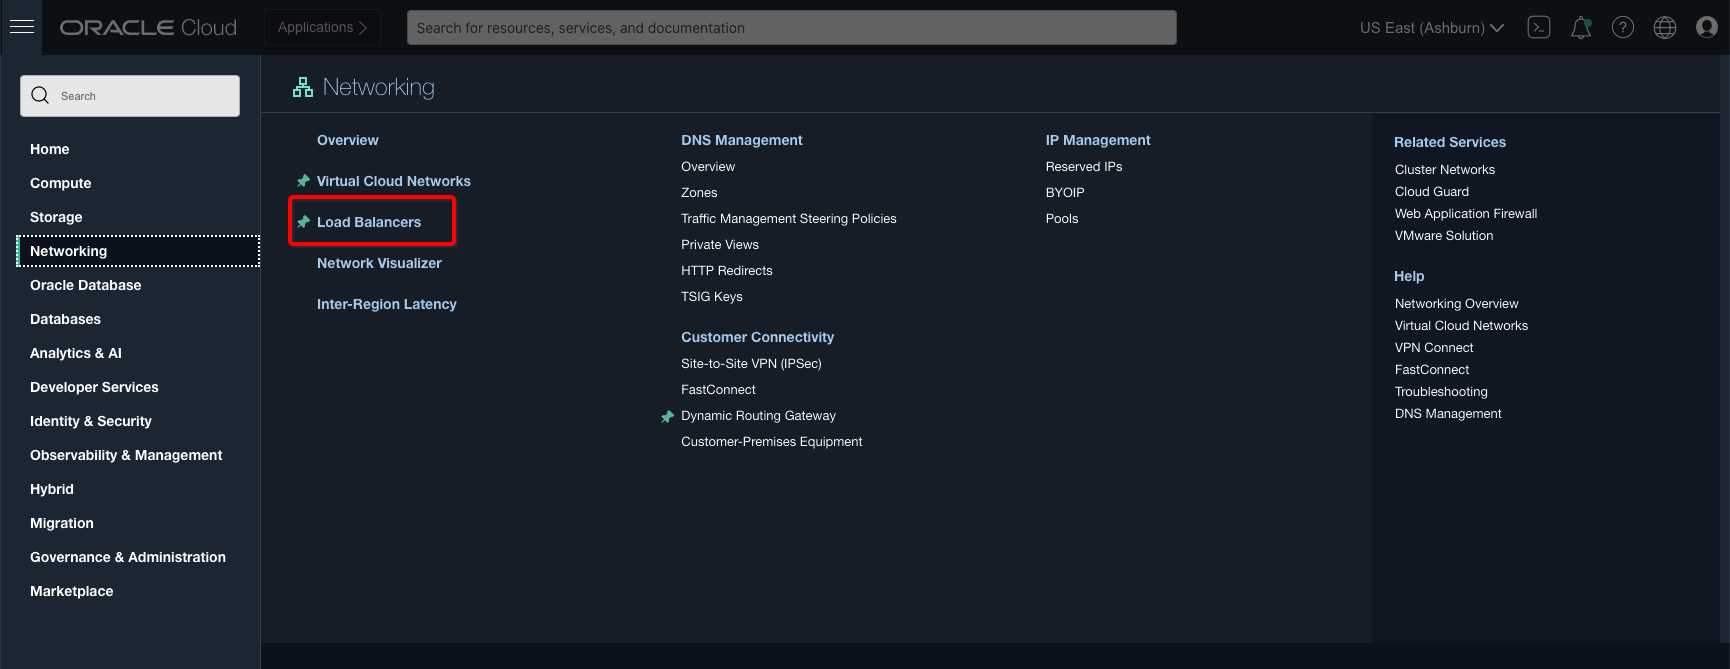 ORACLE Cloud
Applications
Search for resources, services, and documentation
US East (Ashburn)
Search
Home
Compute
Storage
Networking
Oracle Database
Databases
Analytics & AI
Developer Services
Identity & Security
Observability & Management
Hybrid
Migration
Governance & Administration
Marketplace
Networking
Overview
Virtual Cloud Networks
Load Balancers
Network Visualizer
Inter-Region Latency
DNS Management
Overview
Zones
Traffic Management Steering Policies
Private Views
HTTP Redirects
TSIG Keys
Customer Connectivity
Site-to-Site VPN (IPSec)
FastConnect
Dynamic Routing Gateway
Customer-Premises Equipment
IP Management
Reserved IPs
BYOIP
Pools
Related Services
Cluster Networks
Cloud Guard
Web Application Firewall
VMware Solution
Help
Networking Overview
Virtual Cloud Networks
VPN Connect
FastConnect
Troubleshooting
DNS Management